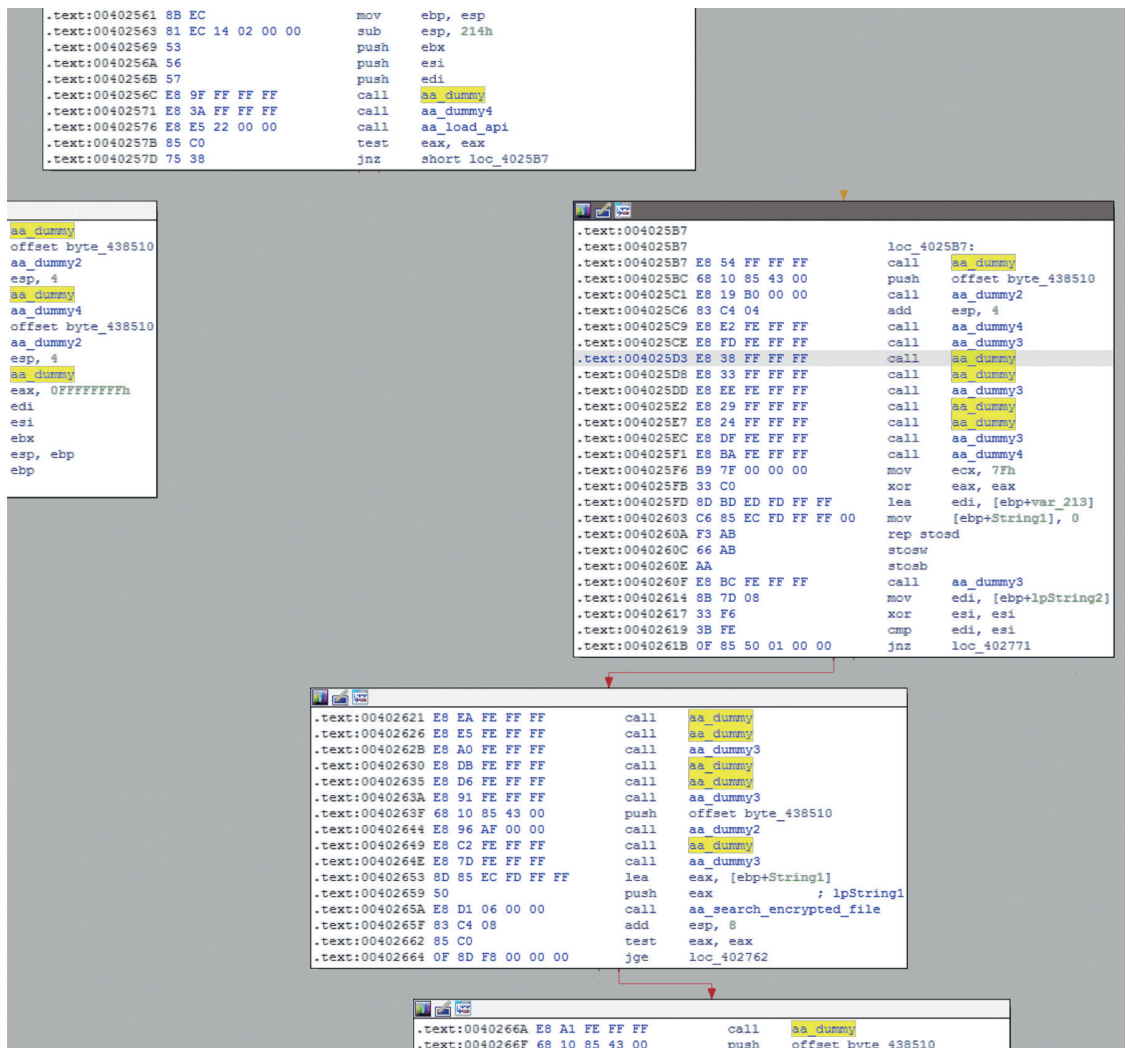 .text:00402561 8B EC mov ebp, esp
.text:00402563 81 EC 14 02 00 00 sub esp, 214h
.text:00402569 53 push ebx
.text:0040256A 56 push esi
.text:0040256B 57 push edi
.text:0040256C E8 9F FF FF FF call aa_dummy
.text:00402571 E8 3A FF FF FF call aa_dummy4
.text:00402576 E8 E5 22 00 00 call aa_load_api
.text:0040257B 85 C0 test eax, eax
.text:0040257D 75 38 jnz short loc_4025B7
aa_dummy
offset byte_438510
aa_dummy2
esp, 4
aa_dummy
aa_dummy4
offset byte_438510
aa_dummy2
esp, 4
aa_dummy
eax, 0FFFFFFFFh
edi
esi
ebx
esp, ebp
ebp
.text:004025B7
.text:004025B7 loc_4025B7:
.text:004025B7 E8 54 FF FF FF call aa_dummy
.text:004025BC 68 10 85 43 00 push offset byte_438510
.text:004025C1 E8 19 B0 00 00 call aa_dummy2
.text:004025C6 83 C4 04 add esp, 4
.text:004025C9 E8 E2 FE FF FF call aa_dummy4
.text:004025CE E8 FD FE FF FF call aa_dummy3
.text:004025D3 E8 38 FF FF FF call aa_dummy
.text:004025D8 E8 33 FF FF FF call aa_dummy
.text:004025DD E8 EE FE FF FF call aa_dummy3
.text:004025E2 E8 29 FF FF FF call aa_dummy
.text:004025E7 E8 24 FF FF FF call aa_dummy
.text:004025EC E8 DF FE FF FF call aa_dummy3
.text:004025F1 E8 BA FE FF FF call aa_dummy4
.text:004025F6 B9 7F 00 00 00 mov ecx, 7Fh
.text:004025FB 33 C0 xor eax, eax
.text:004025FD 8D BD ED FD FF FF lea edi, [ebp+var_213]
.text:00402603 C6 85 EC FD FF FF 00 mov [ebp+String1], 0
.text:0040260A F3 AB rep stosd
.text:0040260C 66 AB stosw
.text:0040260E AA stosb
.text:0040260F E8 BC FE FF FF call aa_dummy3
.text:00402614 8B 7D 08 mov edi, [ebp+lpString2]
.text:00402617 33 F6 xor esi, esi
.text:00402619 3B FE cmp edi, esi
.text:0040261B 0F 85 50 01 00 00 jnz loc_402771
.text:00402621 E8 EA FE FF FF call aa_dummy
.text:00402626 E8 E5 FE FF FF call aa_dummy
.text:0040262B E8 A0 FE FF FF call aa_dummy3
.text:00402630 E8 DB FE FF FF call aa_dummy
.text:00402635 E8 D6 FE FF FF call aa_dummy
.text:0040263A E8 91 FE FF FF call aa_dummy3
.text:0040263F 68 10 85 43 00 push offset byte_438510
.text:00402644 E8 96 AF 00 00 call aa_dummy2
.text:00402649 E8 C2 FE FF FF call aa_dummy
.text:0040264E E8 7D FE FF FF call aa_dummy3
.text:00402653 8D 85 EC FD FF FF lea eax, [ebp+String1]
.text:00402659 50 push eax ; lpString1
.text:0040265A E8 D1 06 00 00 call aa_search_encrypted_file
.text:0040265F 83 C4 08 add esp, 8
.text:00402662 85 C0 test eax, eax
.text:00402664 0F 8D F8 00 00 00 jge loc_402762
.text:0040266A E8 A1 FE FF FF call aa_dummy
.text:0040266F 68 10 85 43 00 push offset byte_438510